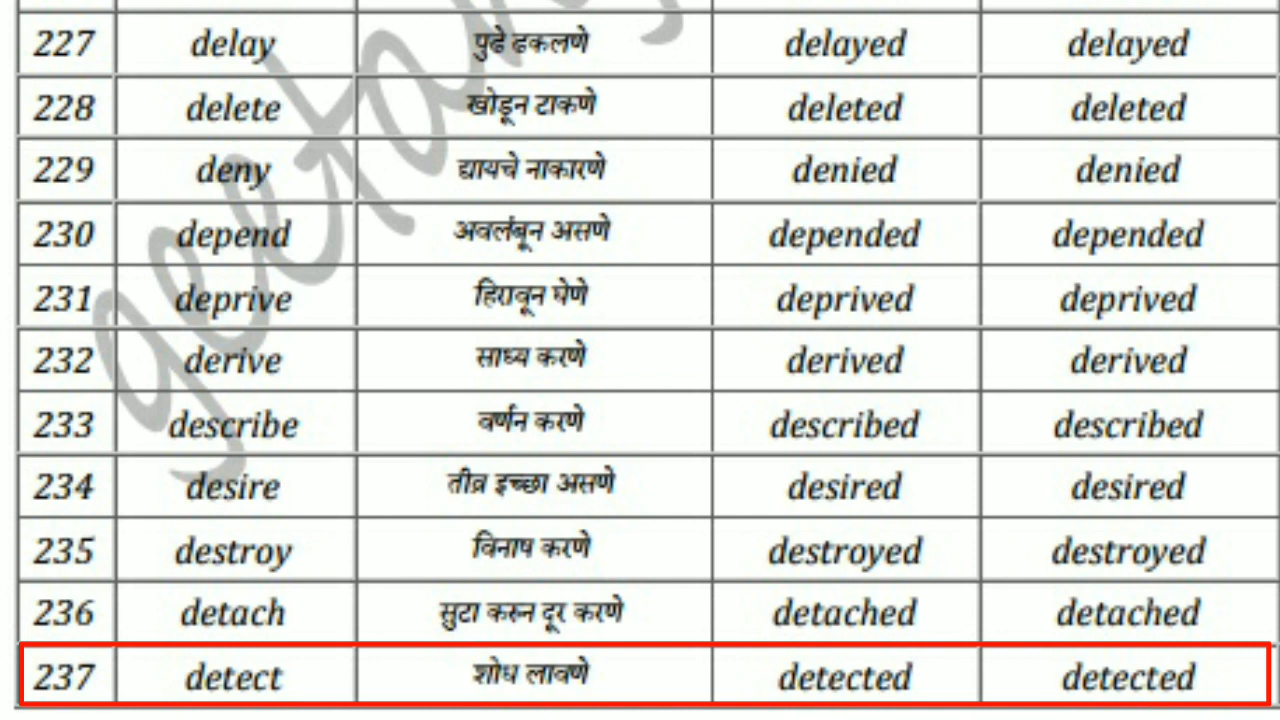 227 delay पुढे ढकलणे delayed delayed
228 delete खोडून टाकणे deleted deleted
229 deny द्यायचे नाकारणे denied denied
230 depend अवलंबून असणे depended depended
231 deprive हिरावून घेणे deprived deprived
232 derive साध्य करणे derived derived
233 describe वर्णन करणे described described
234 desire तीव्र इच्छा असणे desired desired
235 destroy विनाष करणे destroyed destroyed
236 detach सुटा करुन दूर करणे detached detached
237 detect शोध लावणे detected detected